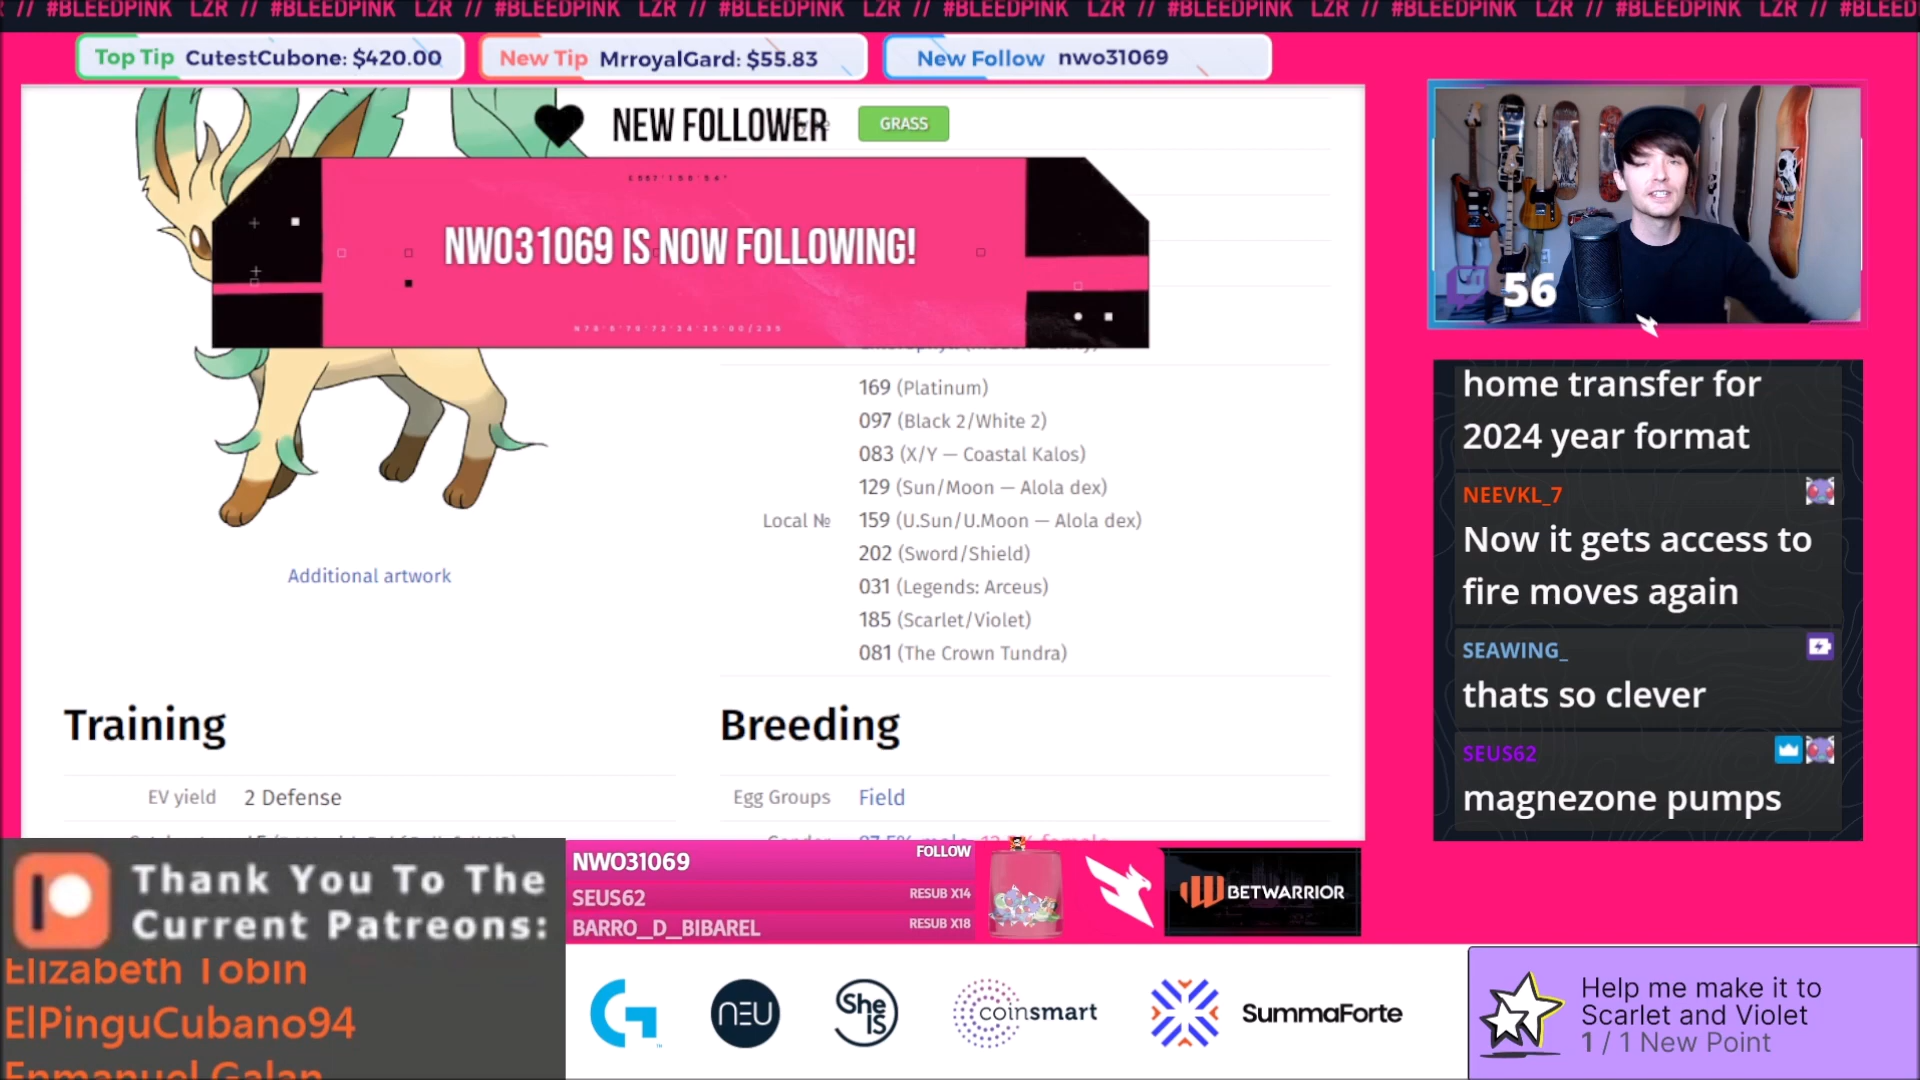 // #BLEEDPINK LZR // #BLEEDPINK LZR // #BLEEDPINK LZR // #BLEEDPINK LZR // #BLEEDPINK LZR // #BLEEDPINK LZR // #BLEEDPINK LZR // #BLEEDPINK LZR // #BLEED
Top Tip CutestCubone: $420.00
New Tip MrroyalGard: $55.83
New Follow nwo31069
NEW FOLLOWER
GRASS
NWO31069 IS NOW FOLLOWING!
169 (Platinum)
097 (Black 2/White 2)
083 (X/Y — Coastal Kalos)
129 (Sun/Moon — Alola dex)
Local № 159 (U.Sun/U.Moon — Alola dex)
202 (Sword/Shield)
031 (Legends: Arceus)
185 (Scarlet/Violet)
081 (The Crown Tundra)
Additional artwork
Training
EV yield 2 Defense
Breeding
Egg Groups Field
56
home transfer for
2024 year format
NEEVKL_7
Now it gets access to
fire moves again
SEAWING_
thats so clever
SEUS62
magnezone pumps
Thank You To The
Current Patreons:
Elizabeth Tobin
ElPinguCubano94
Enmanuel Galan
NWO31069 FOLLOW
SEUS62 RESUB X14
BARRO_D_BIBAREL RESUB X18
BETWARRIOR
NEU
She
IS
coinsmart
SummaForte
Help me make it to
Scarlet and Violet
1 / 1 New Point